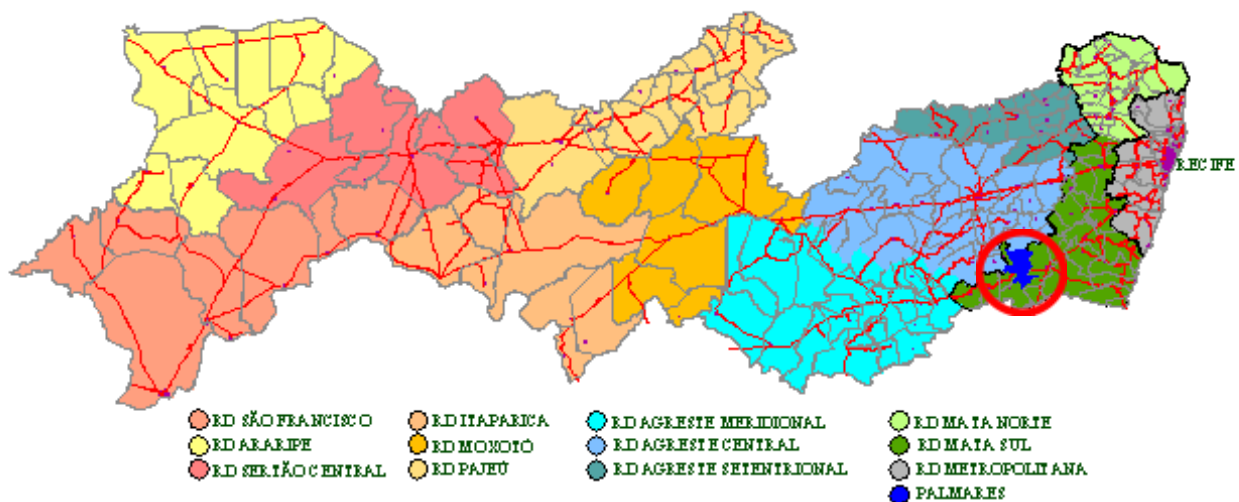 RECIFE
RD SÃO FRANCISCO
RD ARARIPE
RD SERTÃO CENTRAL
RD ITAPARICA
RD MOXOTÓ
RD PAJEÚ
RD AGRESTE MERIDIONAL
RD AGRESTE CENTRAL
RD AGRESTE SETENTRIONAL
RD MATA NORTE
RD MATA SUL
RD METROPOLITANA
PALMARES